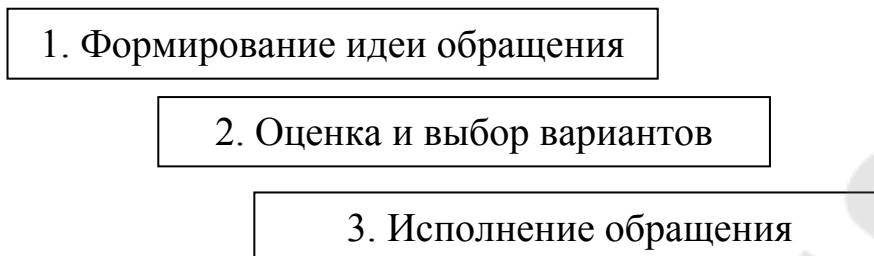 1. Формирование идеи обращения
2. Оценка и выбор вариантов
3. Исполнение обращения